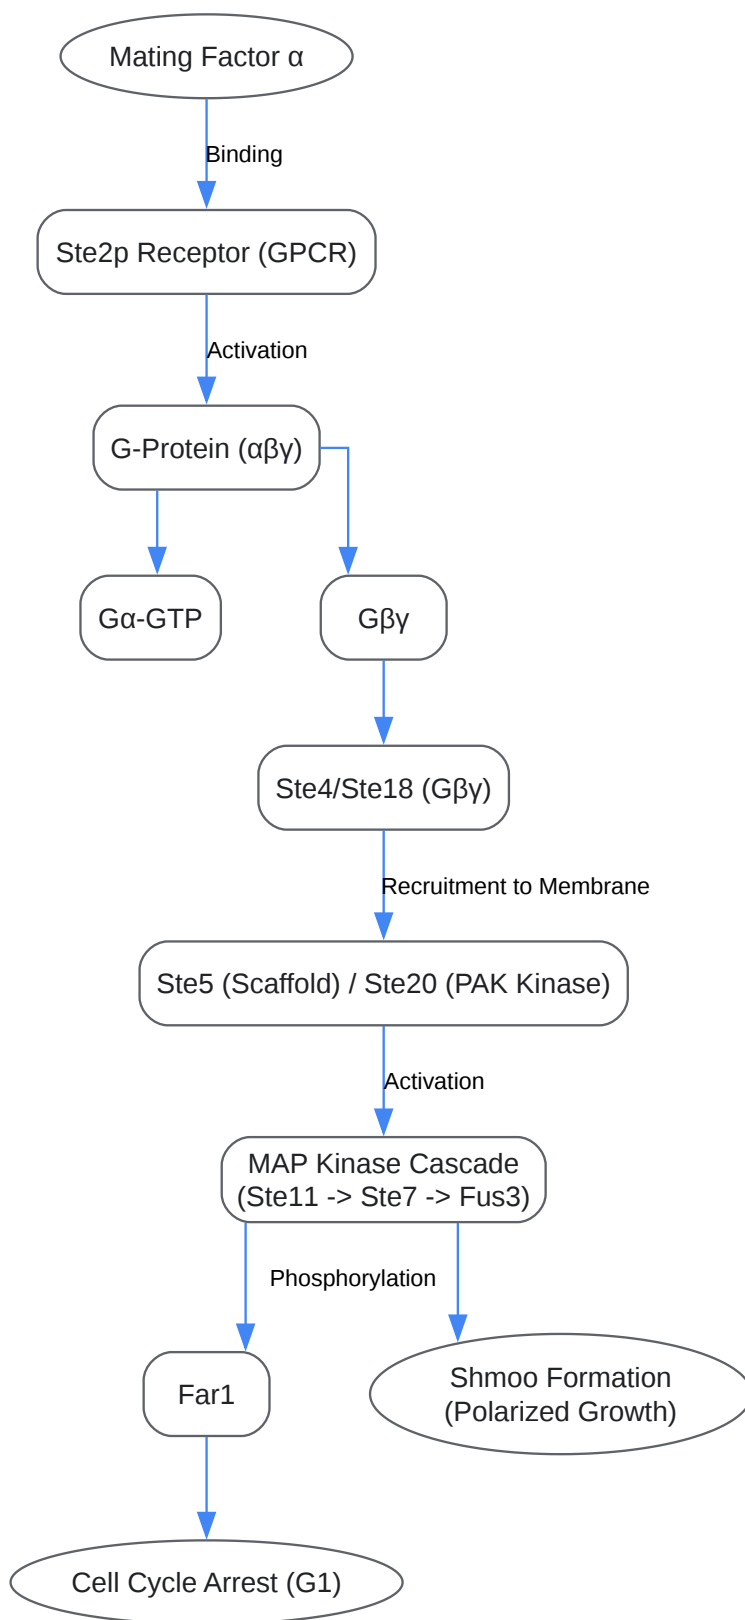 Mating Factor α
Binding
Ste2p Receptor (GPCR)
Activation
G-Protein (αβγ)
Gα-GTP
Gβγ
Ste4/Ste18 (Gβγ)
Recruitment to Membrane
Ste5 (Scaffold) / Ste20 (PAK Kinase)
Activation
MAP Kinase Cascade
(Ste11 -> Ste7 -> Fus3)
Phosphorylation
Far1
Shmoo Formation
(Polarized Growth)
Cell Cycle Arrest (G1)